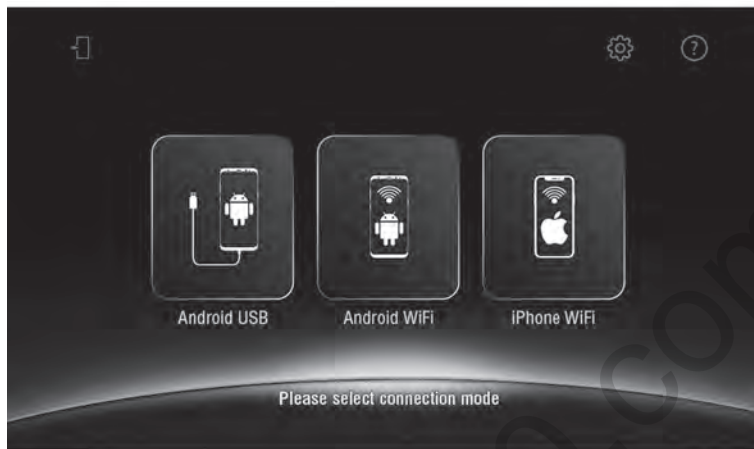 ?
Android USB
Android WiFi
iPhone WiFi
Please select connection mode